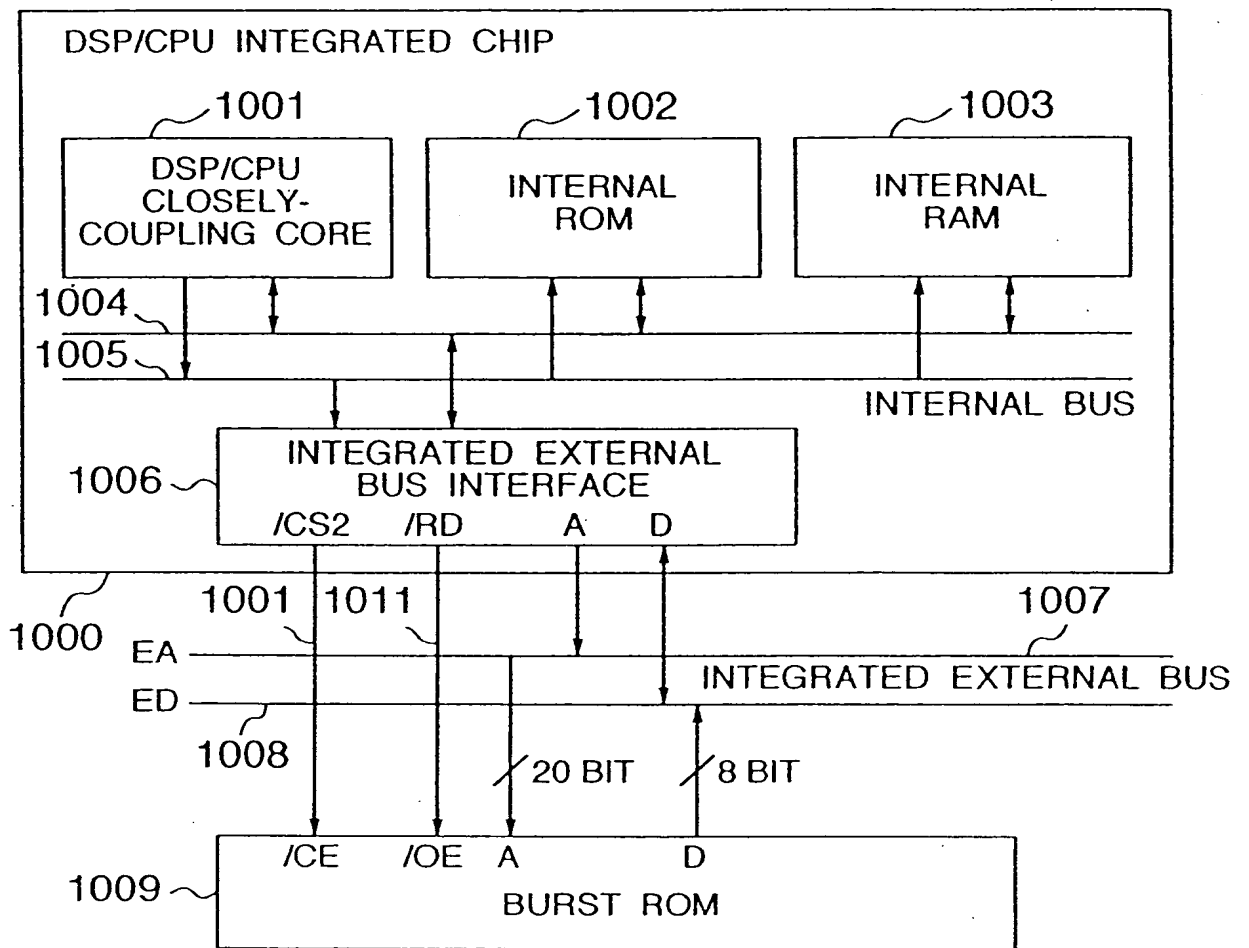 DSP/CPU INTEGRATED CHIP
1001
1002
1003
DSP/CPU
CLOSELY-
COUPLING CORE
INTERNAL
ROM
INTERNAL
RAM
1004
1005
INTERNAL BUS
INTEGRATED EXTERNAL
BUS INTERFACE
1006
/CS2 /RD A D
1000
1001 1011
1007
EA
INTEGRATED EXTERNAL BUS
ED
1008
20 BIT
8 BIT
/CE /OE A D
1009
BURST ROM